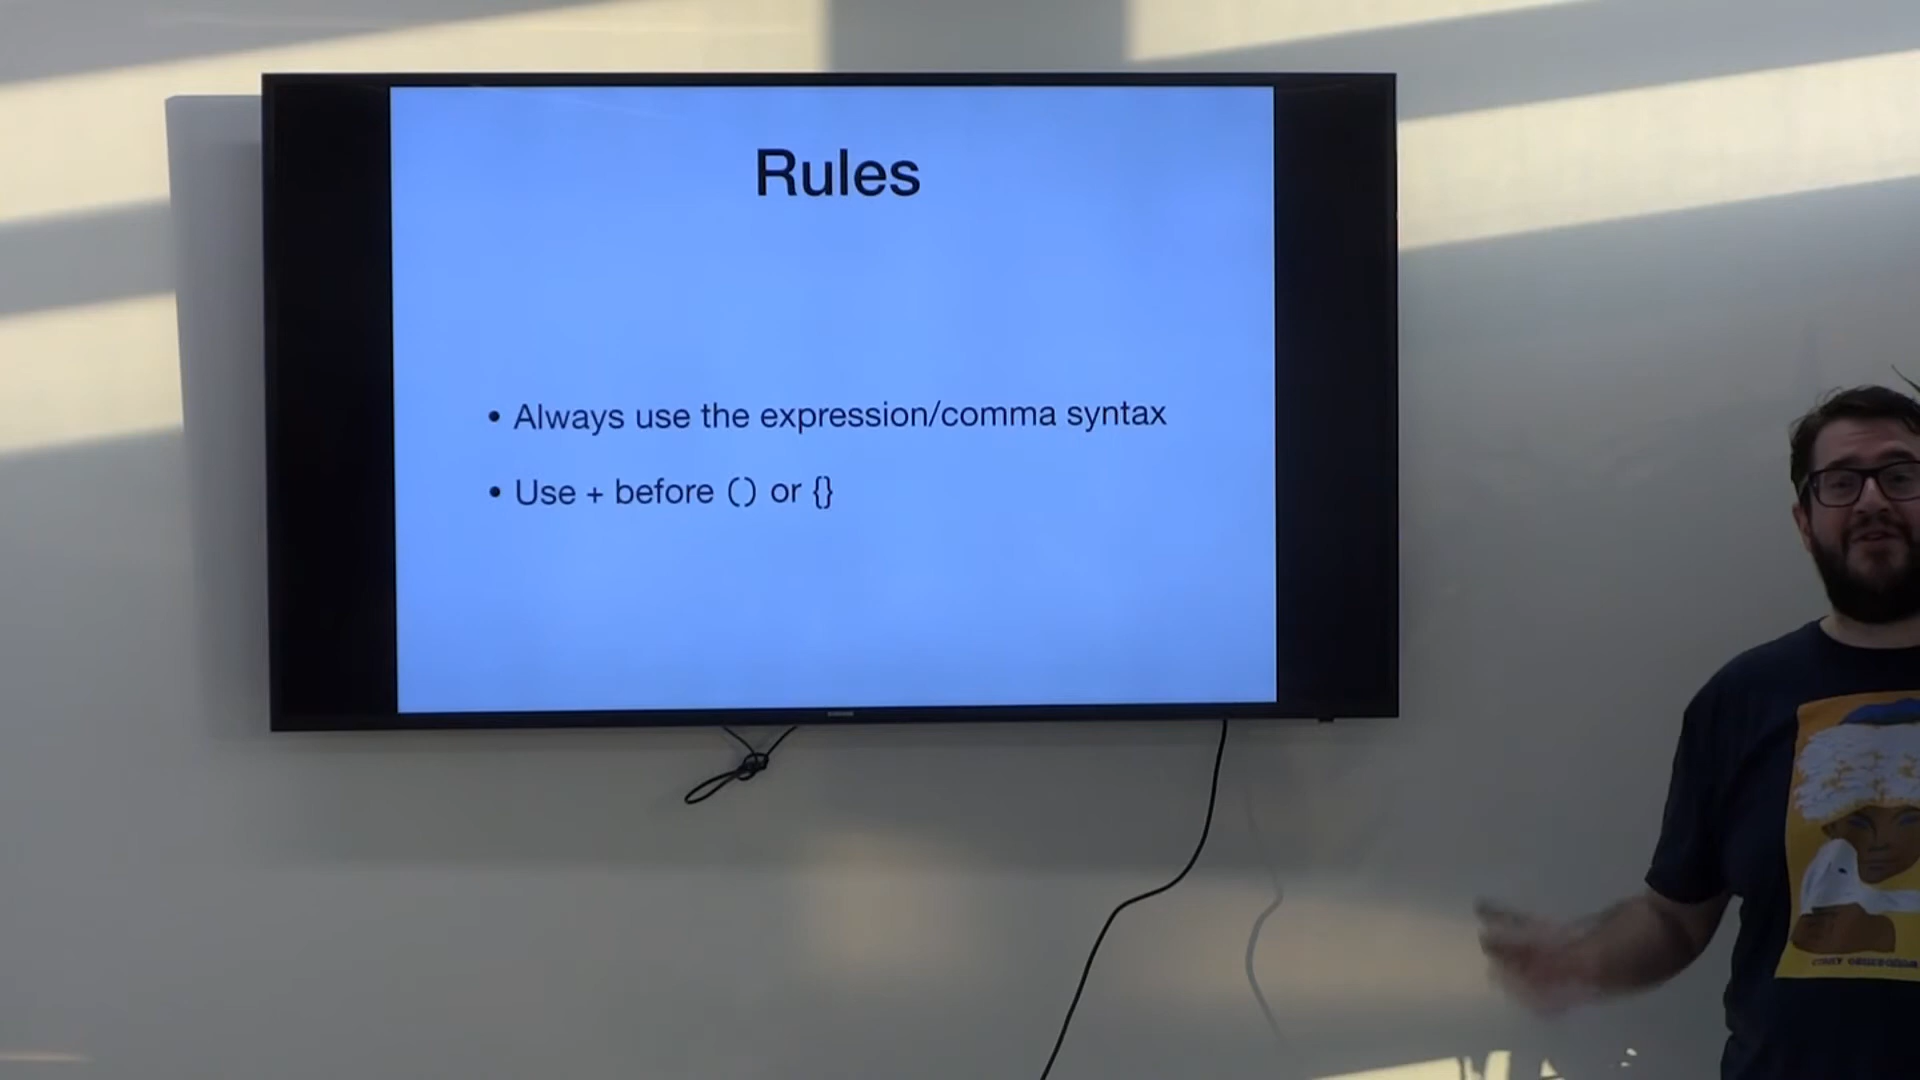 Rules
• Always use the expression/comma syntax
• Use + before () or {}